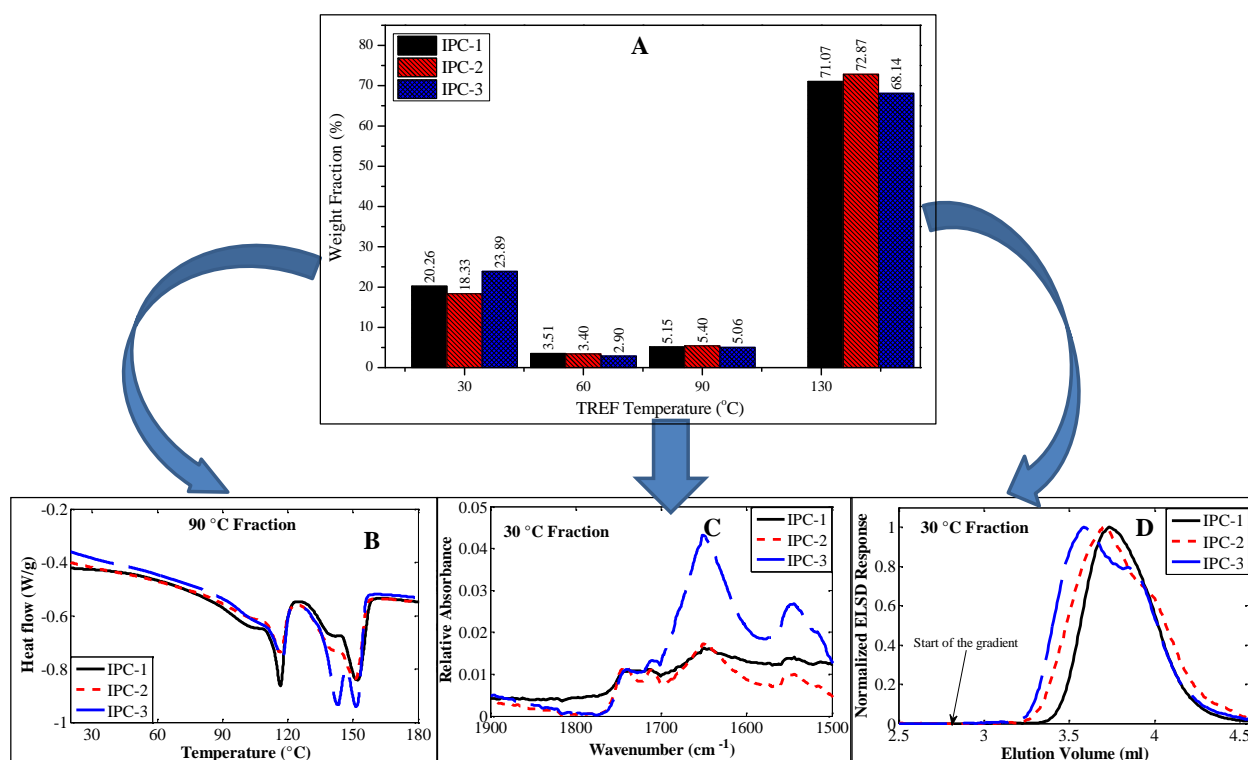 A
IPC-1
IPC-2
IPC-3
Weight Fraction (%)
80
70
60
50
40
30
20
10
0
20.26
18.33
23.89
3.51
3.40
2.90
5.15
5.40
5.06
71.07
72.87
68.14
30
60
90
130
TREF Temperature (°C)
90 °C Fraction
B
Heat flow (W/g)
-0.2
-0.4
-0.6
-0.8
-1
IPC-1
IPC-2
IPC-3
30 60 90 120 150 180
Temperature (°C)
30 °C Fraction
C
Relative Absorbance
0.05
0.04
0.03
0.02
0.01
0
IPC-1
IPC-2
IPC-3
1900 1800 1700 1600 1500
Wavenumber (cm⁻¹)
30 °C Fraction
D
Normalized ELSD Response
1
0.8
0.6
0.4
0.2
0
IPC-1
IPC-2
IPC-3
Start of the gradient
2.5 3 3.5 4 4.5
Elution Volume (ml)